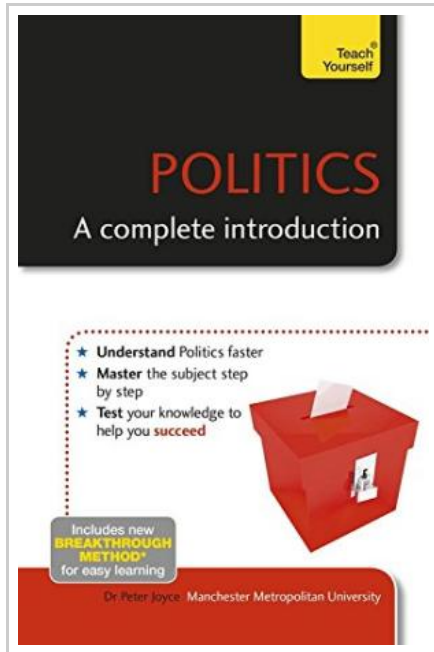 Teach®
Yourself
POLITICS
A complete introduction
★ Understand Politics faster
★ Master the subject step
by step
★ Test your knowledge to
help you succeed
Includes new
BREAKTHROUGH
METHOD*
for easy learning
Dr Peter Joyce Manchester Metropolitan University